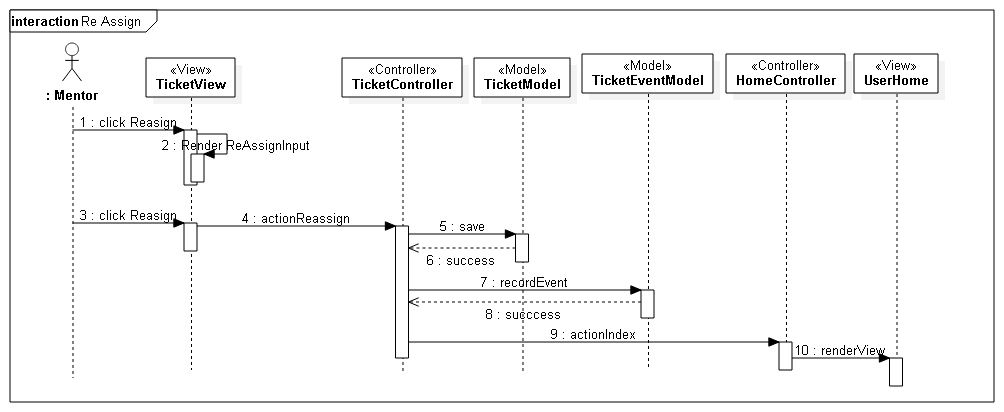 interaction Re Assign
: Mentor
«View»
TicketView
«Controller»
TicketController
«Model»
TicketModel
«Model»
TicketEventModel
«Controller»
HomeController
«View»
UserHome
1 : click Reasign
2 : Render ReAssignInput
3 : click Reasign
4 : actionReassign
5 : save
6 : success
7 : recordEvent
8 : succcess
9 : actionIndex
10 : renderView